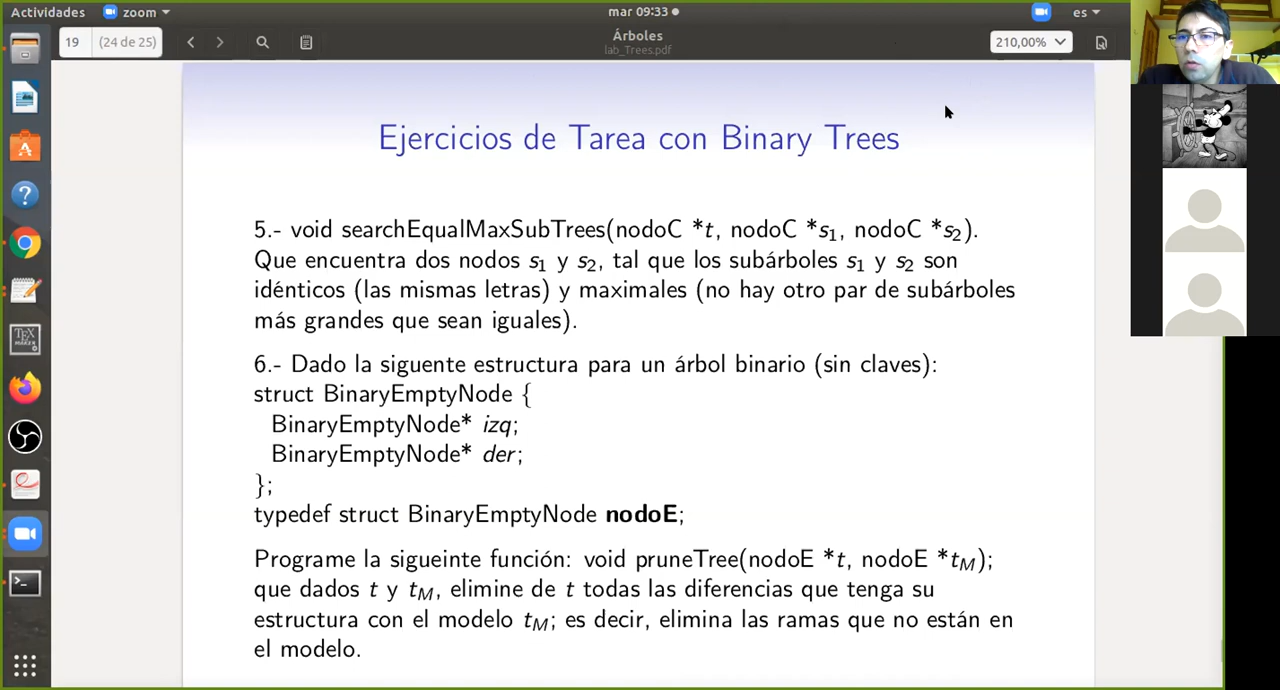 Actividades zoom mar 09:33 es
19 (24 de 25) Árboles 210,00%
lab_Trees.pdf
Ejercicios de Tarea con Binary Trees
5.- void searchEqualMaxSubTrees(nodoC *t, nodoC *s₁, nodoC *s₂).
Que encuentra dos nodos s₁ y s₂, tal que los subárboles s₁ y s₂ son
idénticos (las mismas letras) y maximales (no hay otro par de subárboles
más grandes que sean iguales).
6.- Dado la siguente estructura para un árbol binario (sin claves):
struct BinaryEmptyNode {
BinaryEmptyNode* izq;
BinaryEmptyNode* der;
};
typedef struct BinaryEmptyNode nodoE;
Programe la sigueinte función: void pruneTree(nodoE *t, nodoE *t_M);
que dados t y t_M, elimine de t todas las diferencias que tenga su
estructura con el modelo t_M; es decir, elimina las ramas que no están en
el modelo.